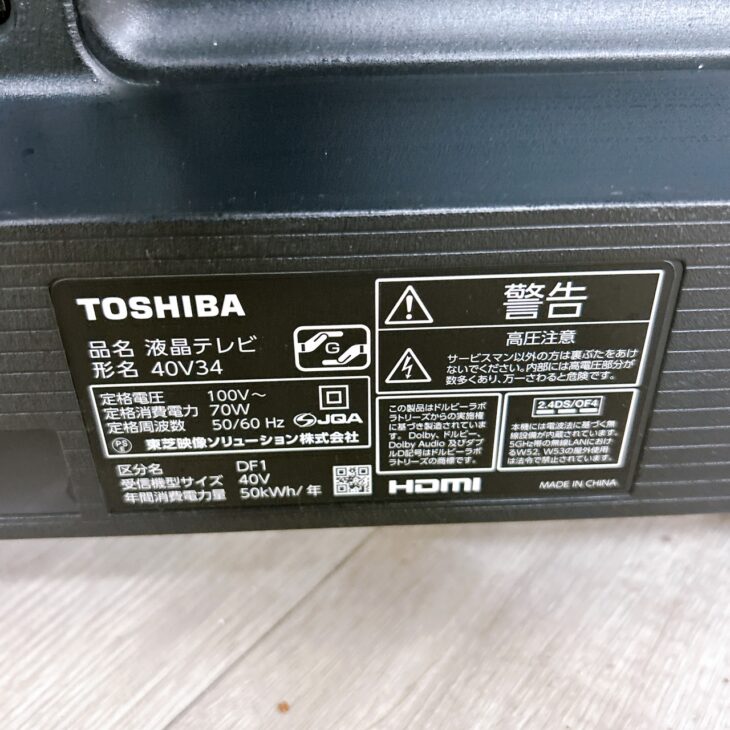 TOSHIBA
品名 液晶テレビ
形名 40V34
G
定格電圧 100V～
定格消費電力 70W
定格周波数 50/60 Hz
JQA
PS E 東芝映像ソリューション株式会社
区分名 DF1
受信機型サイズ 40V
年間消費電力量 50kWh/年
警告
高圧注意
サービスマン以外の方は裏ぶたをあけ
ないでください。内部には高電圧部分が
数多くあり、万一さわると危険です。
この製品はドルビーラボ
ラトリーズからの実施権
に基づき製造されていま
す。Dolby、ドルビー、
Dolby Audio 及びダブ
ルD記号はドルビーラボ
ラトリーズの商標です。
2.4DS/OF4
本機には電波法に基づく無
線設備が内蔵されています。
5GHz帯の無線LANにおけ
るW52、W53の屋外使用
は法令で禁止されています。
HDMI
MADE IN CHINA